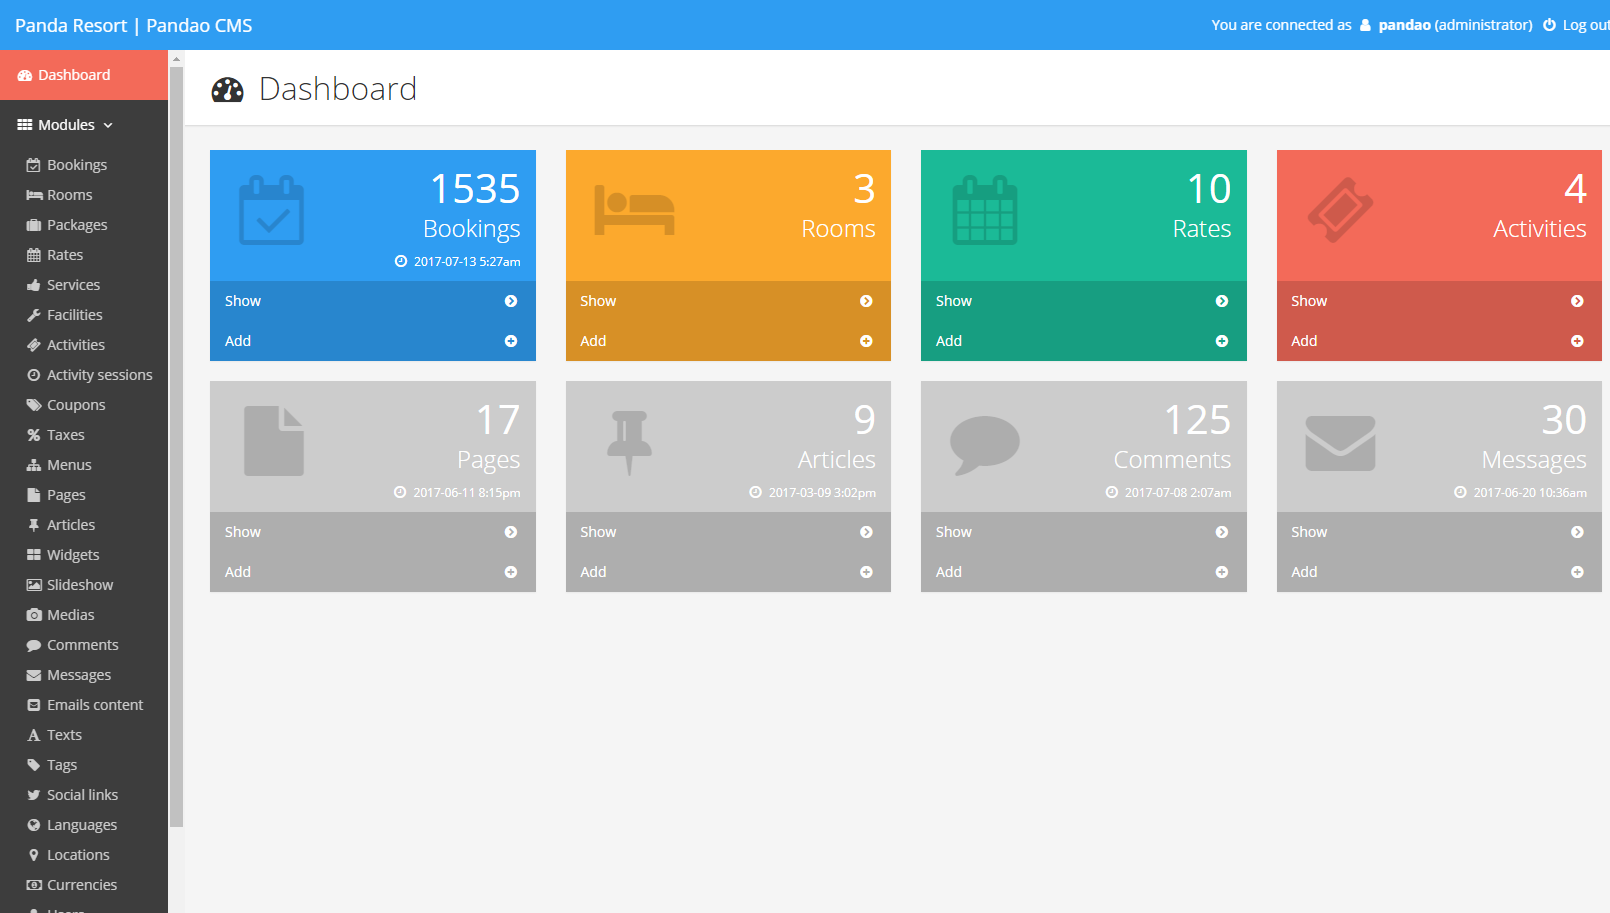 Panda Resort | Pandao CMS
You are connected as pandao (administrator) Log out
Dashboard
Modules
Bookings
Rooms
Packages
Rates
Services
Facilities
Activities
Activity sessions
Coupons
Taxes
Menus
Pages
Articles
Widgets
Slideshow
Medias
Comments
Messages
Emails content
Texts
Tags
Social links
Languages
Locations
Currencies
Users
Dashboard
1535
Bookings
2017-07-13 5:27am
Show
Add
3
Rooms
Show
Add
10
Rates
Show
Add
4
Activities
Show
Add
17
Pages
2017-06-11 8:15pm
Show
Add
9
Articles
2017-03-09 3:02pm
Show
Add
125
Comments
2017-07-08 2:07am
Show
Add
30
Messages
2017-06-20 10:36am
Show
Add